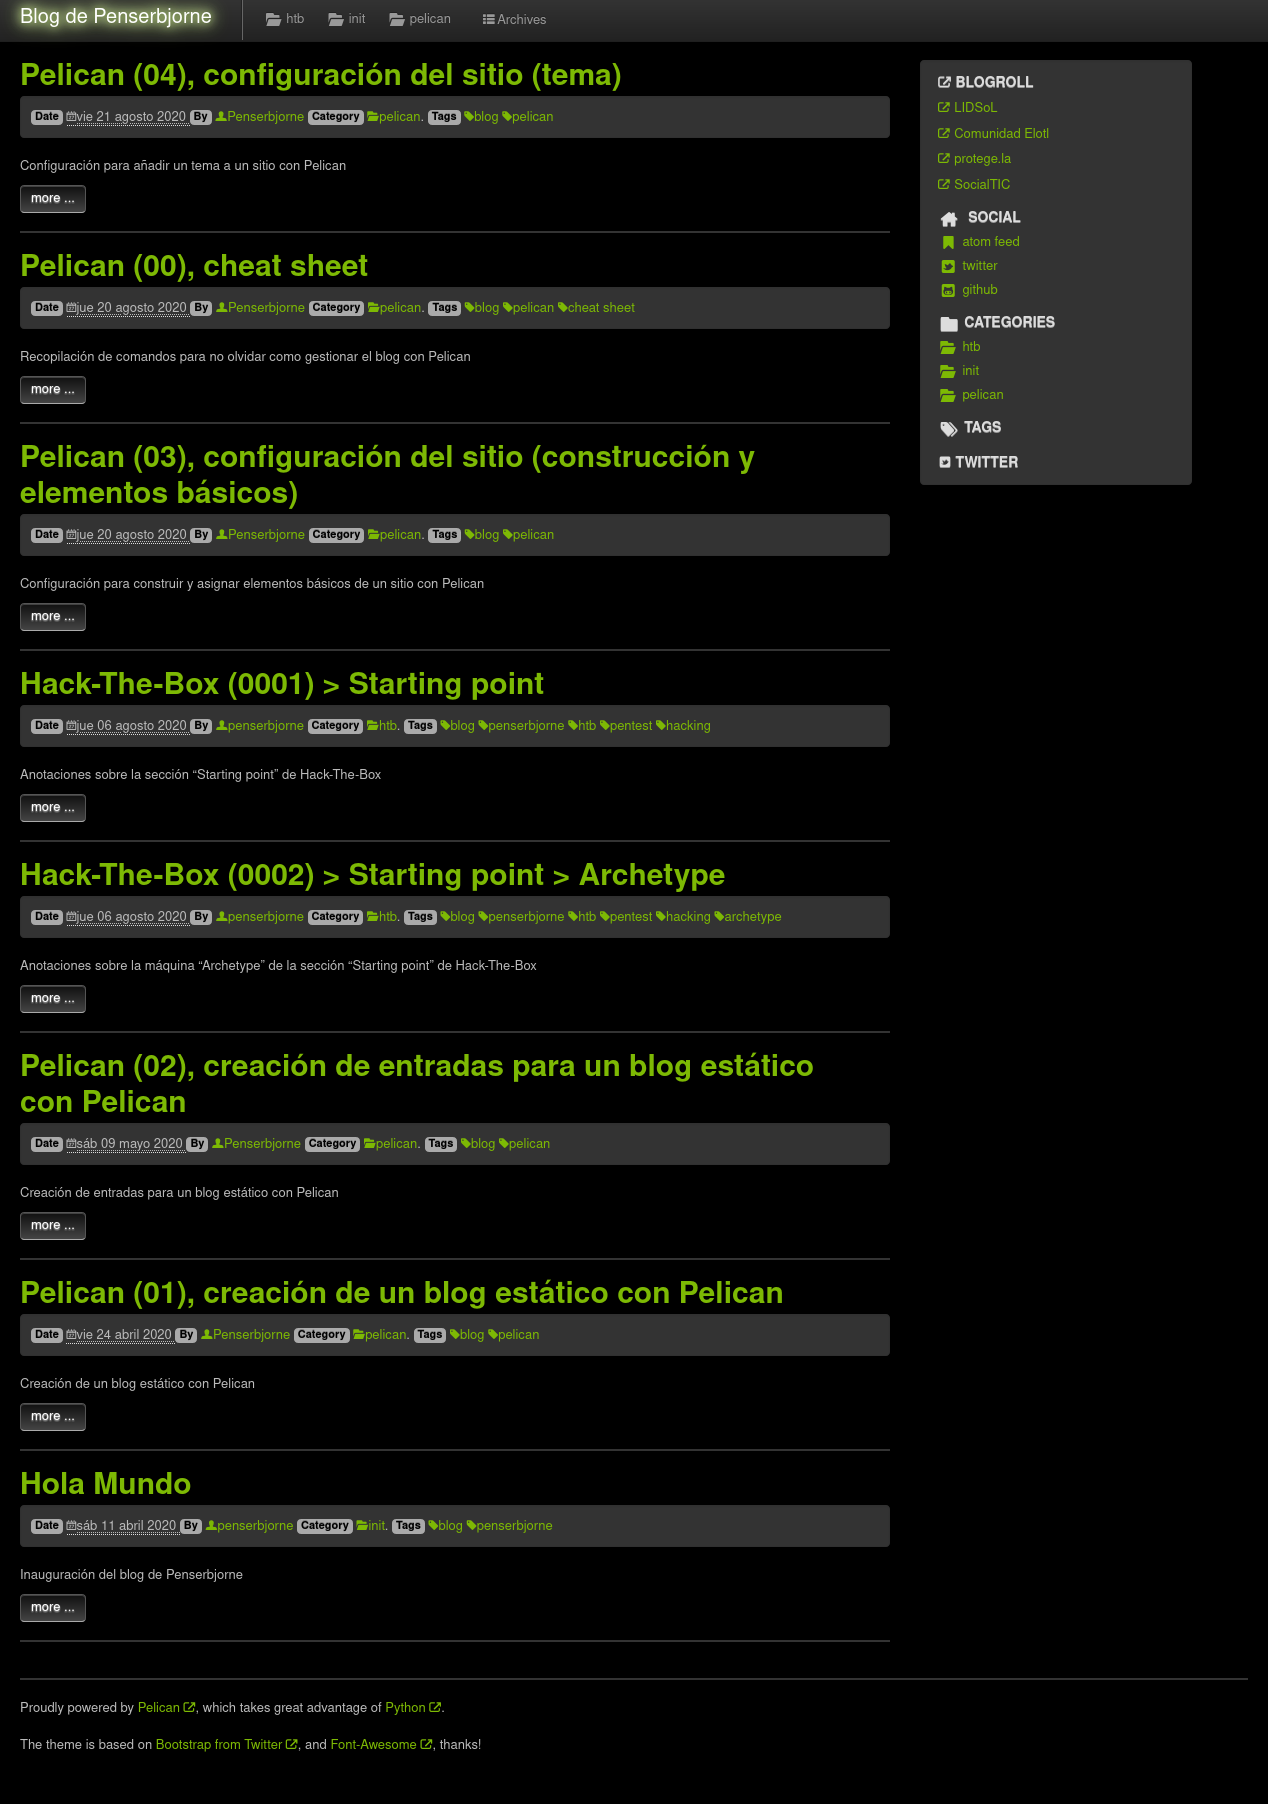 Blog de Penserbjorne htb init pelican Archives
Pelican (04), configuración del sitio (tema)
Date vie 21 agosto 2020 By Penserbjorne Category pelican. Tags blog pelican
Configuración para añadir un tema a un sitio con Pelican
more ...
Pelican (00), cheat sheet
Date jue 20 agosto 2020 By Penserbjorne Category pelican. Tags blog pelican cheat sheet
Recopilación de comandos para no olvidar como gestionar el blog con Pelican
more ...
Pelican (03), configuración del sitio (construcción y
elementos básicos)
Date jue 20 agosto 2020 By Penserbjorne Category pelican. Tags blog pelican
Configuración para construir y asignar elementos básicos de un sitio con Pelican
more ...
Hack-The-Box (0001) > Starting point
Date jue 06 agosto 2020 By penserbjorne Category htb. Tags blog penserbjorne htb pentest hacking
Anotaciones sobre la sección “Starting point” de Hack-The-Box
more ...
Hack-The-Box (0002) > Starting point > Archetype
Date jue 06 agosto 2020 By penserbjorne Category htb. Tags blog penserbjorne htb pentest hacking archetype
Anotaciones sobre la máquina “Archetype” de la sección “Starting point” de Hack-The-Box
more ...
Pelican (02), creación de entradas para un blog estático
con Pelican
Date sáb 09 mayo 2020 By Penserbjorne Category pelican. Tags blog pelican
Creación de entradas para un blog estático con Pelican
more ...
Pelican (01), creación de un blog estático con Pelican
Date vie 24 abril 2020 By Penserbjorne Category pelican. Tags blog pelican
Creación de un blog estático con Pelican
more ...
Hola Mundo
Date sáb 11 abril 2020 By penserbjorne Category init. Tags blog penserbjorne
Inauguración del blog de Penserbjorne
more ...
BLOGROLL
LIDSoL
Comunidad Elotl
protege.la
SocialTIC
SOCIAL
atom feed
twitter
github
CATEGORIES
htb
init
pelican
TAGS
TWITTER
Proudly powered by Pelican , which takes great advantage of Python .
The theme is based on Bootstrap from Twitter , and Font-Awesome , thanks!